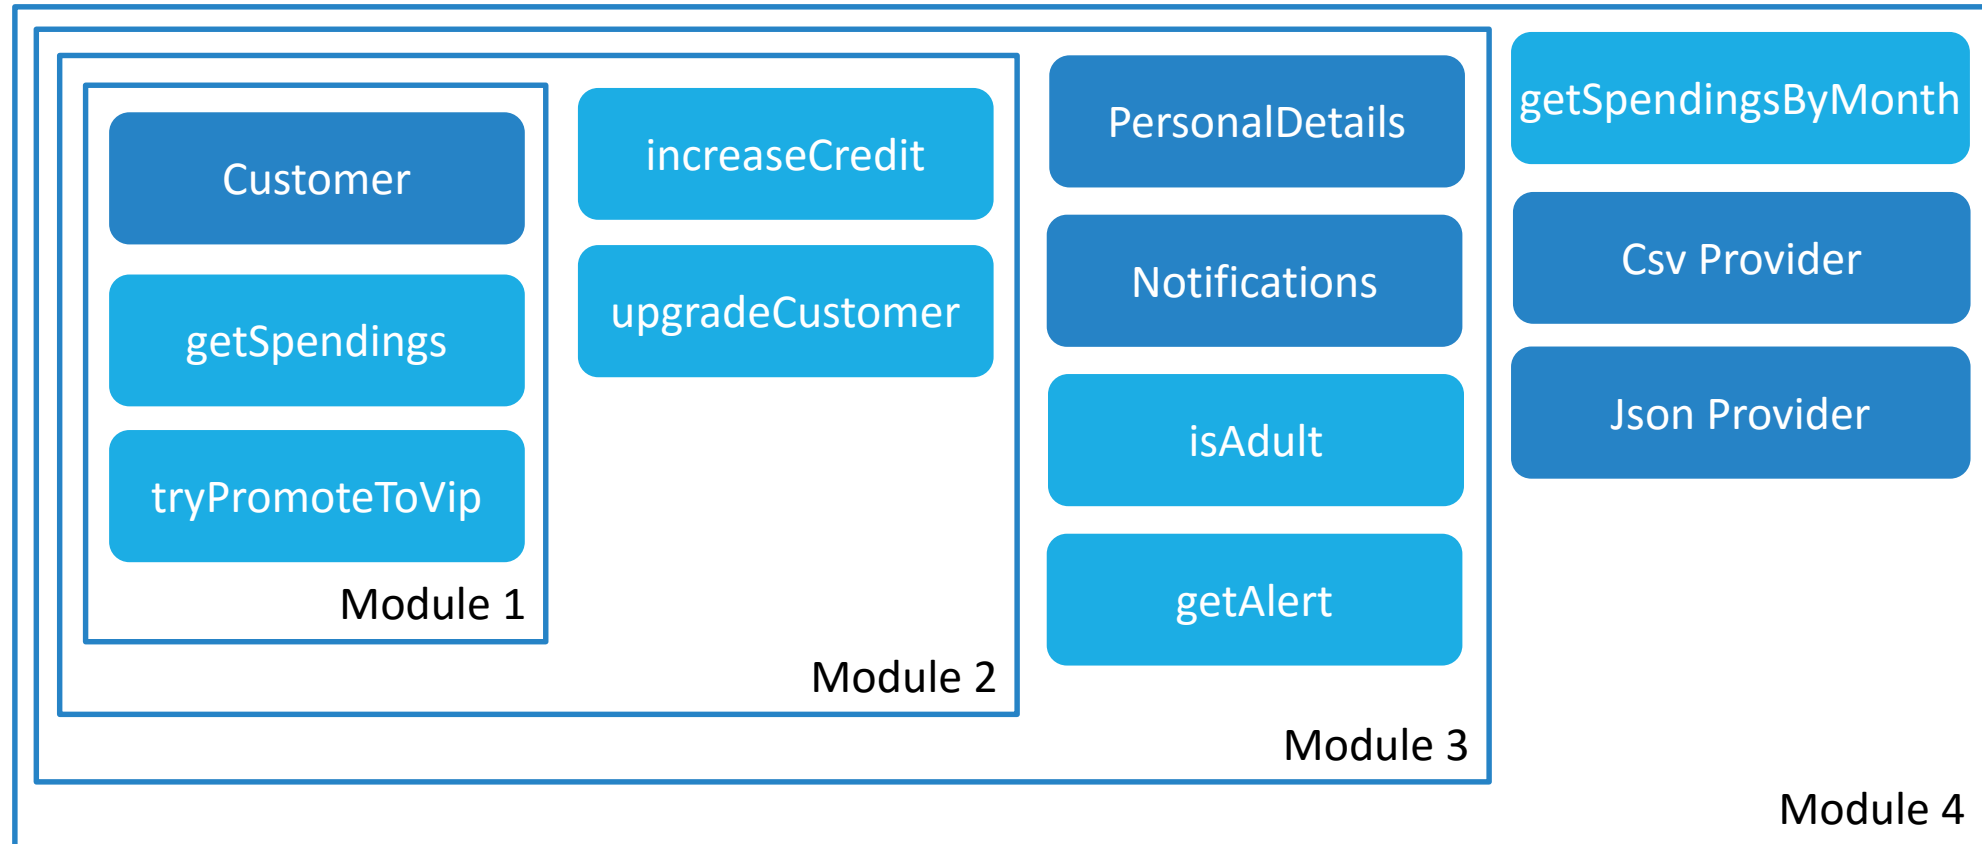 Customer
getSpendings
tryPromoteToVip
Module 1
increaseCredit
upgradeCustomer
Module 2
PersonalDetails
Notifications
isAdult
getAlert
Module 3
getSpendingsByMonth
Csv Provider
Json Provider
Module 4